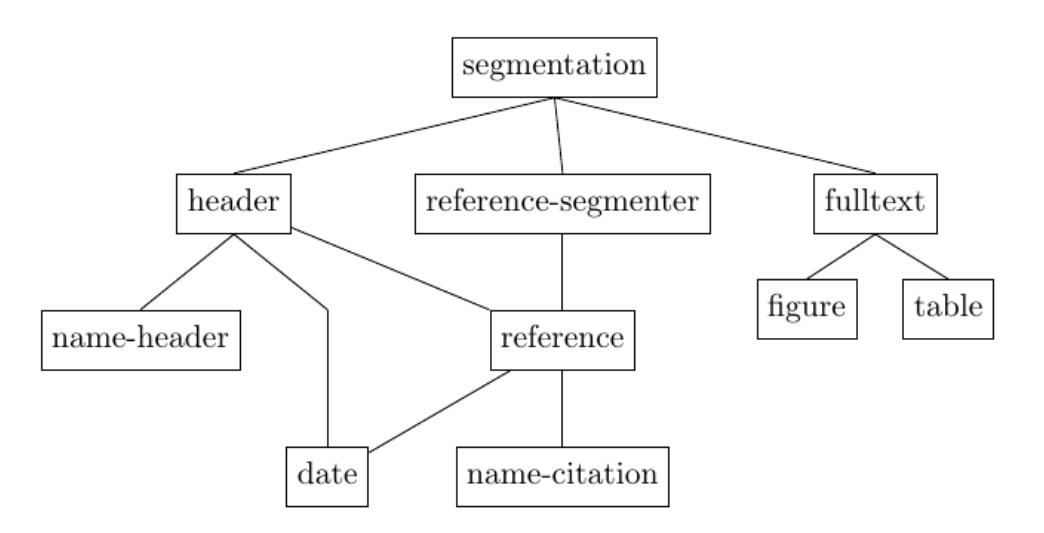 segmentation
header
reference-segmenter
fulltext
figure
table
name-header
reference
date
name-citation